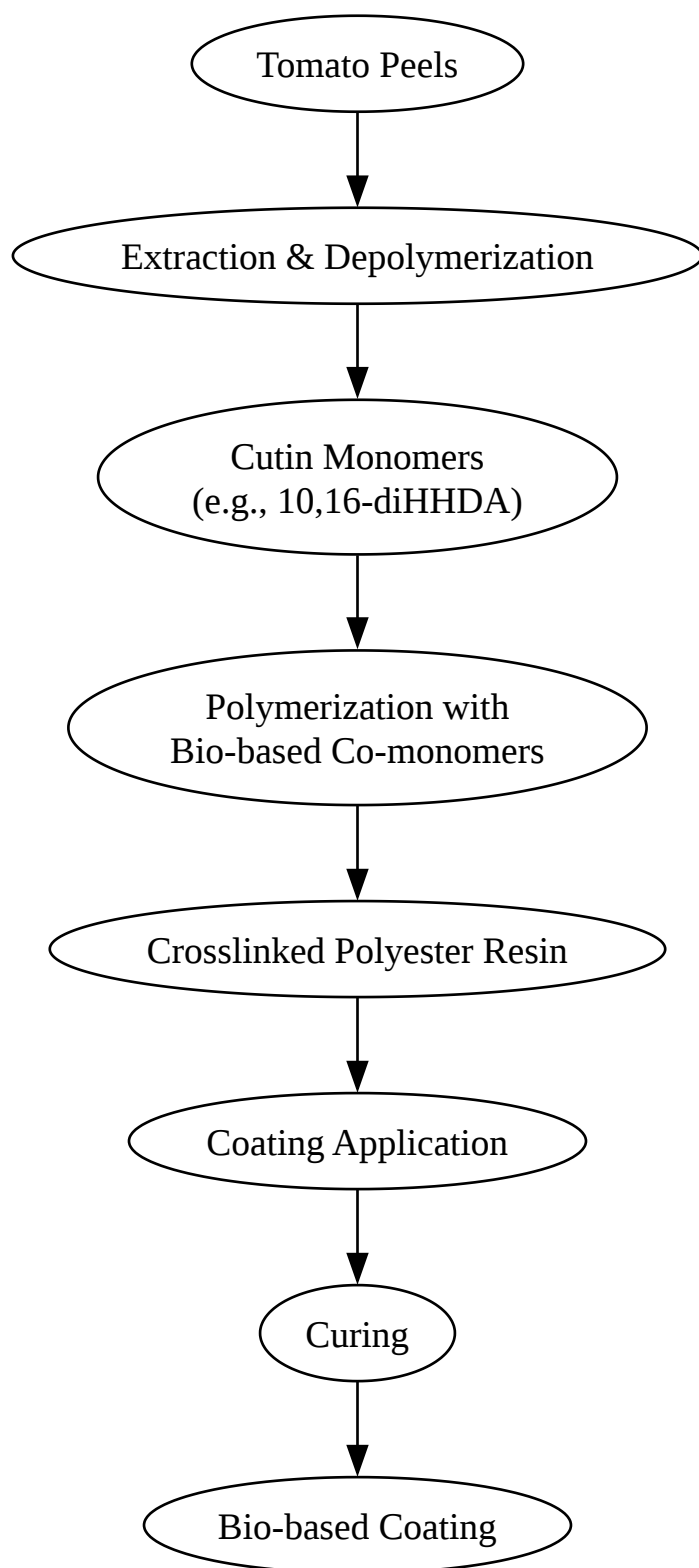 Tomato Peels
Extraction & Depolymerization
Cutin Monomers
(e.g., 10,16-diHHDA)
Polymerization with
Bio-based Co-monomers
Crosslinked Polyester Resin
Coating Application
Curing
Bio-based Coating